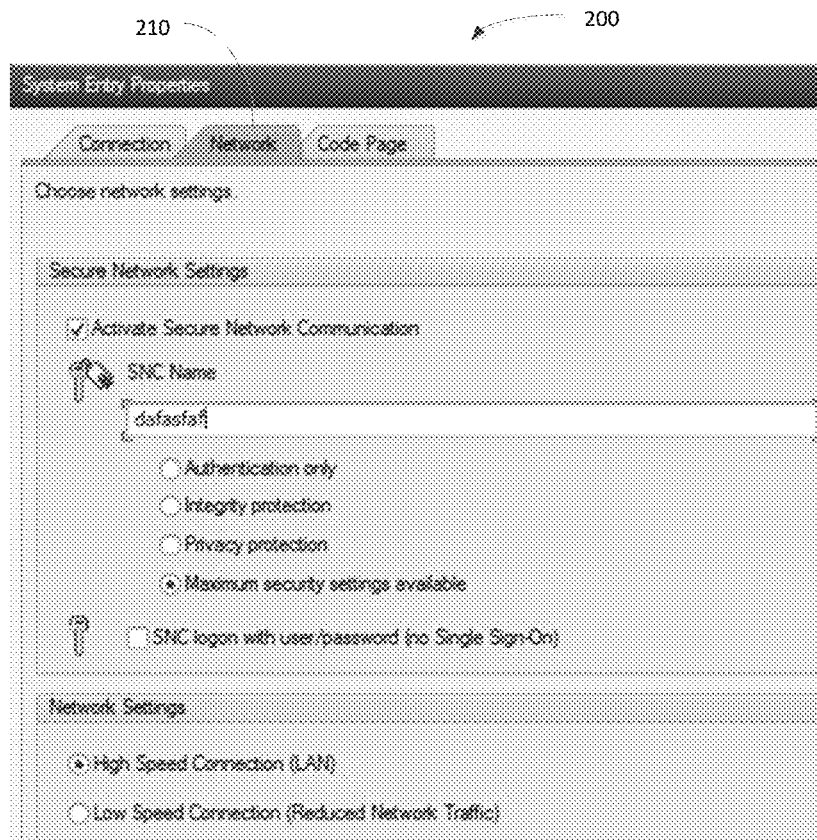 210
200
System Entry Properties
Connection Network Code Page
Choose network settings.
Secure Network Settings
Activate Secure Network Communication
SNC Name
dafasfaf
Authentication only
Integrity protection
Privacy protection
Maximum security settings available
SNC logon with user/password (no Single Sign-On)
Network Settings
High Speed Connection (LAN)
Low Speed Connection (Reduced Network Traffic)